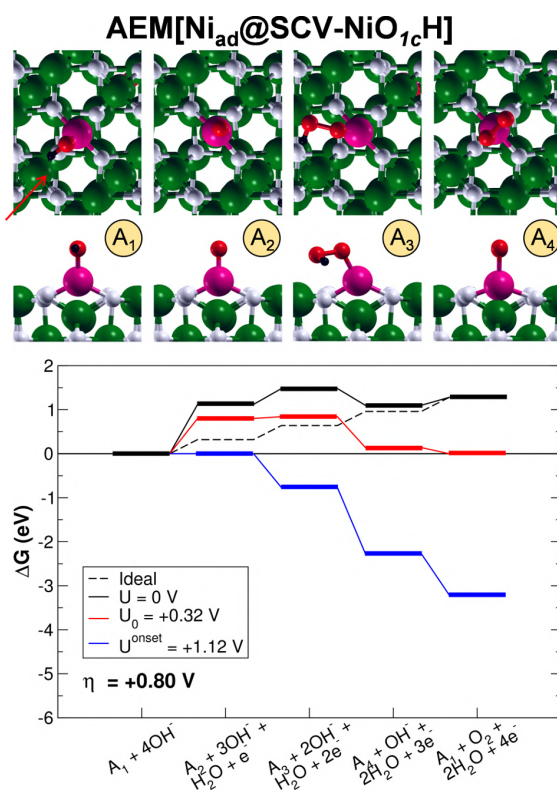 AEM[Ni_ad@SCV-NiO_1cH]
A₁
A₂
A₃
A₄
2
1
0
-1
-2
-3
-4
-5
-6
ΔG (eV)
Ideal
U = 0 V
U₀ = +0.32 V
U^onset = +1.12 V
η = +0.80 V
A₁ + 4OH⁻
A₂ + 3OH⁻ +
H₂O + e⁻
A₃ + 2OH⁻ +
H₂O + 2e⁻
A₄ + OH⁻ +
2H₂O + 3e⁻
A₁ + O₂ +
2H₂O + 4e⁻